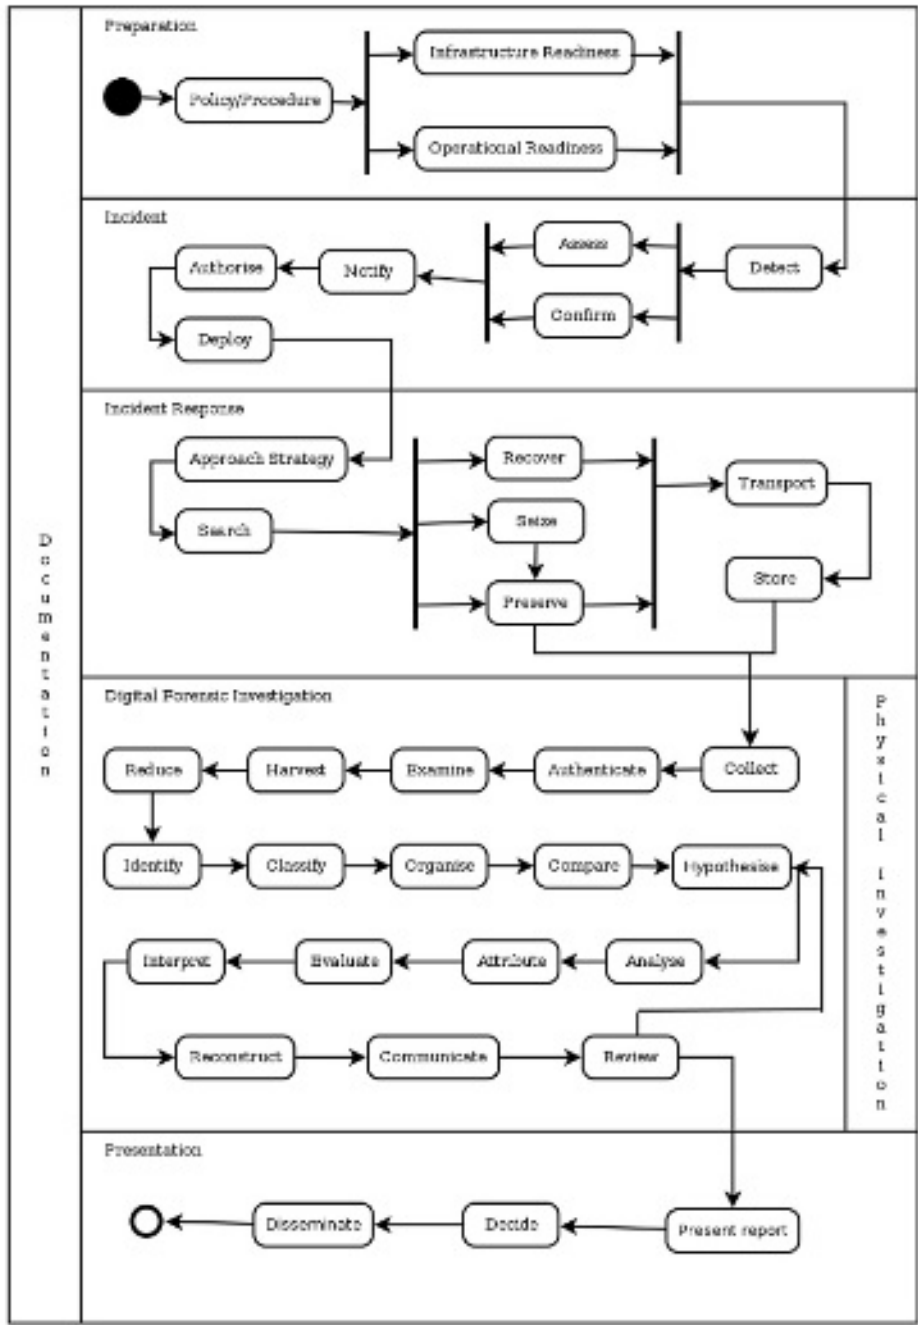 Preparation
Infrastructure Readiness
Policy/Procedure
Operational Readiness
Incident
Assess
Authorise
Notify
Detect
Confirm
Deploy
Incident Response
Approach Strategy
Recover
Transport
Search
Seize
Store
Preserve
Documentation
Digital Forensic Investigation
Physical investigation
Reduce
Harvest
Examine
Authenticate
Collect
Identify
Classify
Organise
Compare
Hypothesise
Interpret
Evaluate
Attribute
Analyse
Reconstruct
Communicate
Review
Presentation
Disseminate
Decide
Present report